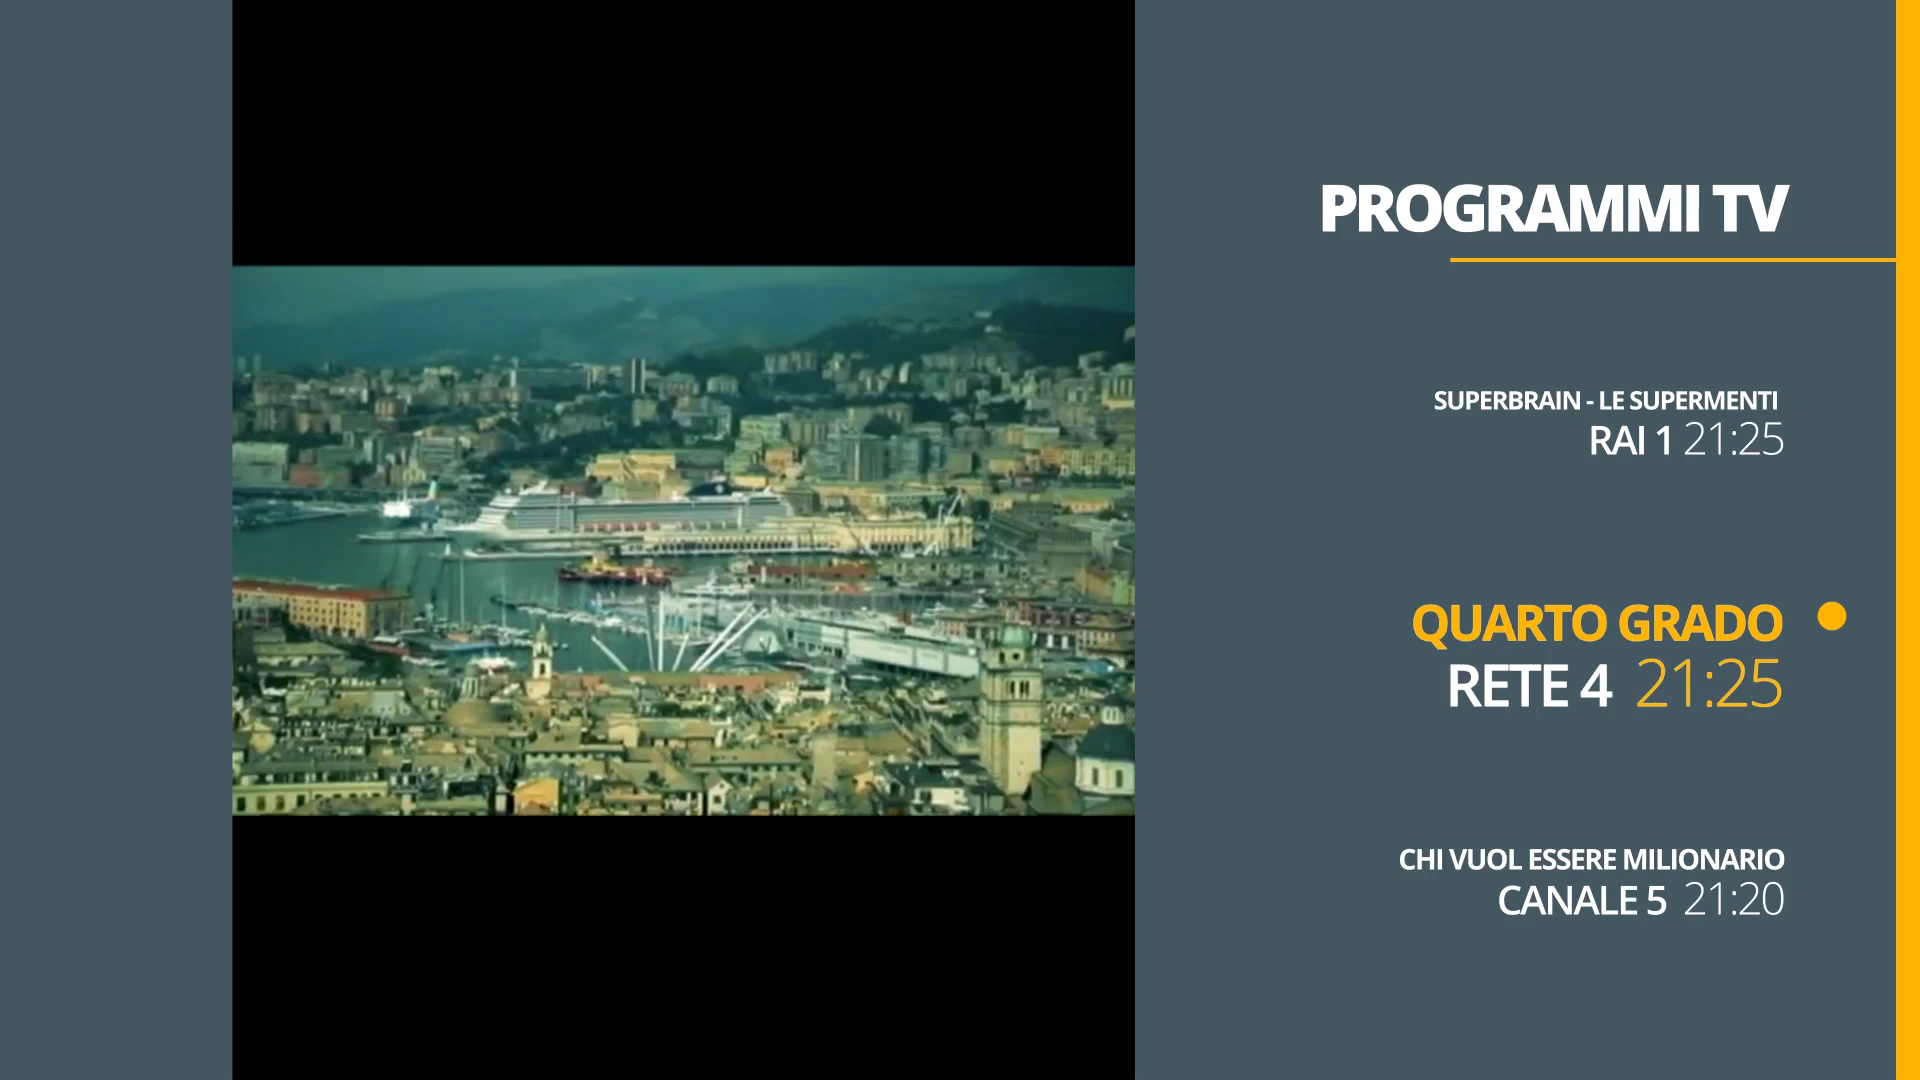 PROGRAMMI TV
SUPERBRAIN - LE SUPERMENTI
RAI 1 21:25
QUARTO GRADO
RETE 4 21:25
CHI VUOL ESSERE MILIONARIO
CANALE 5 21:20